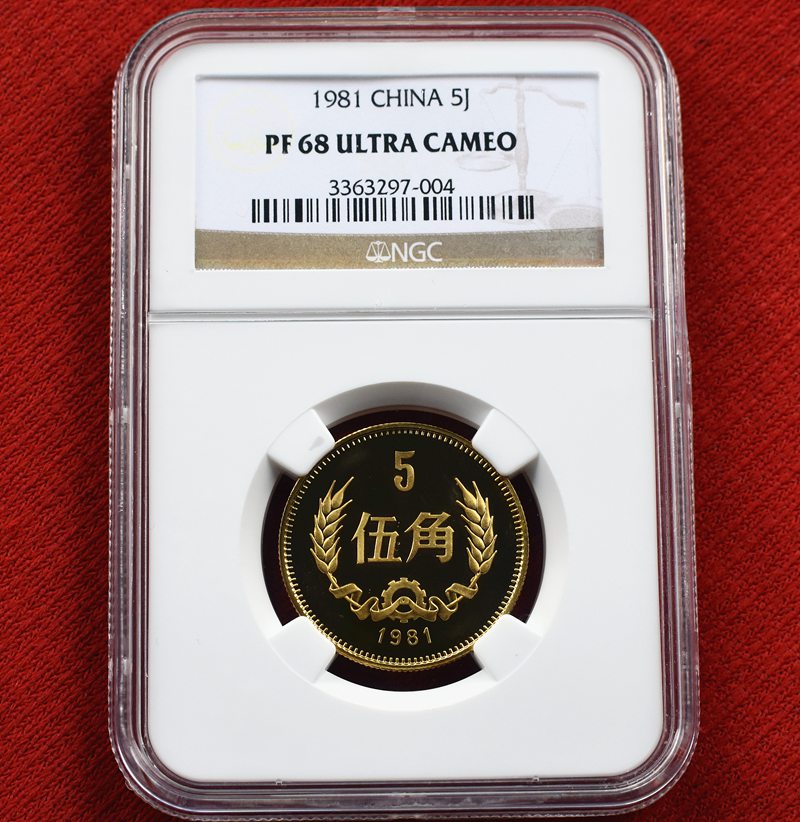 1981 CHINA 5J
PF 68 ULTRA CAMEO
3363297-004
NGC
5
伍角
1981